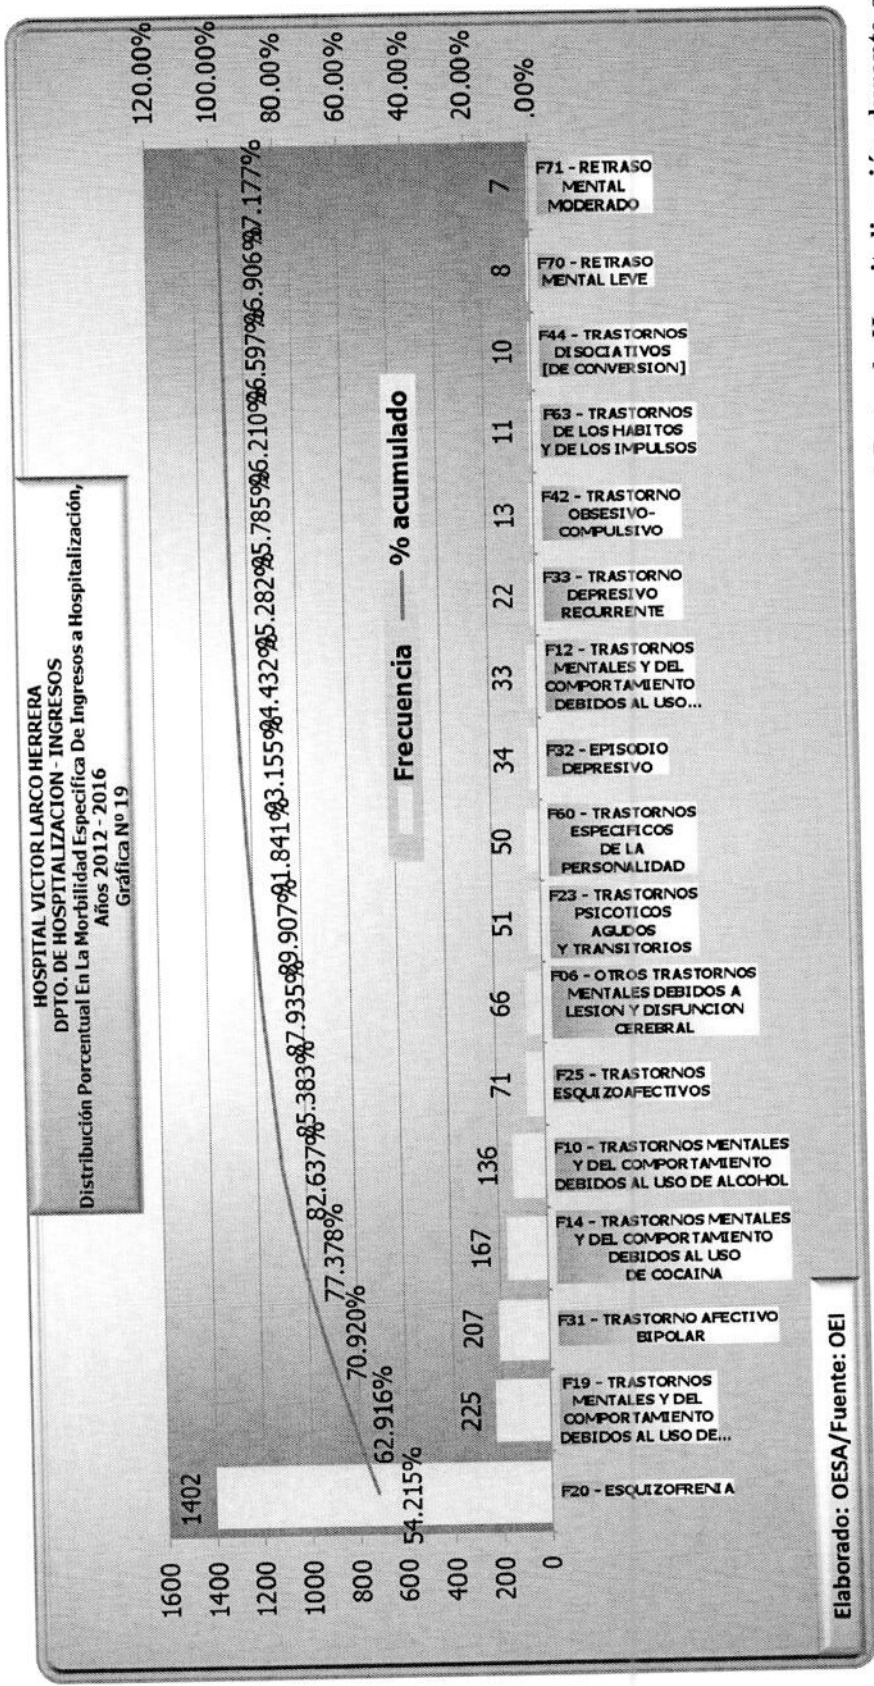 HOSPITAL VICTOR LARCO HERRERA
DPTO. DE HOSPITALIZACION - INGRESOS
Distribución Porcentual En La Morbilidad Especifica De Ingresos a Hospitalización,
Años 2012 - 2016
Gráfica Nº 19
1600
1400
1200
1000
800
600
400
200
0
120.00%
100.00%
80.00%
60.00%
40.00%
20.00%
.00%
1402
225
207
167
136
71
66
51
50
34
33
22
13
11
10
8
7
54.215%
62.916%
70.920%
77.378%
82.637%
85.383%
87.935%
89.907%
91.841%
93.155%
94.432%
95.282%
95.785%
96.210%
96.597%
96.906%
97.177%
Frecuencia
% acumulado
F20 - ESQUIZOFRENIA
F19 - TRASTORNOS
MENTALES Y DEL
COMPORTAMIENTO
DEBIDOS AL USO DE...
F31 - TRASTORNO AFECTIVO
BIPOLAR
F14 - TRASTORNOS MENTALES
Y DEL COMPORTAMIENTO
DEBIDOS AL USO
DE COCAINA
F10 - TRASTORNOS MENTALES
Y DEL COMPORTAMIENTO
DEBIDOS AL USO DE ALCOHOL
F25 - TRASTORNOS
ESQUIZOAFECTIVOS
F06 - OTROS TRASTORNOS
MENTALES DEBIDOS A
LESION Y DISFUNCION
CEREBRAL
F23 - TRASTORNOS
PSICOTICOS
AGUDOS
Y TRANSITORIOS
F60 - TRASTORNOS
ESPECIFICOS
DE LA
PERSONALIDAD
F32 - EPISODIO
DEPRESIVO
F12 - TRASTORNOS
MENTALES Y DEL
COMPORTAMIENTO
DEBIDOS AL USO...
F33 - TRASTORNO
DEPRESIVO
RECURRENTE
F42 - TRASTORNO
OBSESIVO-
COMPULSIVO
F63 - TRASTORNOS
DE LOS HABITOS
Y DE LOS IMPULSOS
F44 - TRASTORNOS
DISOCIATIVOS
[DE CONVERSION]
F70 - RETRASO
MENTAL LEVE
F71 - RETRASO
MENTAL
MODERADO
Elaborado: OESA/Fuente: OEI